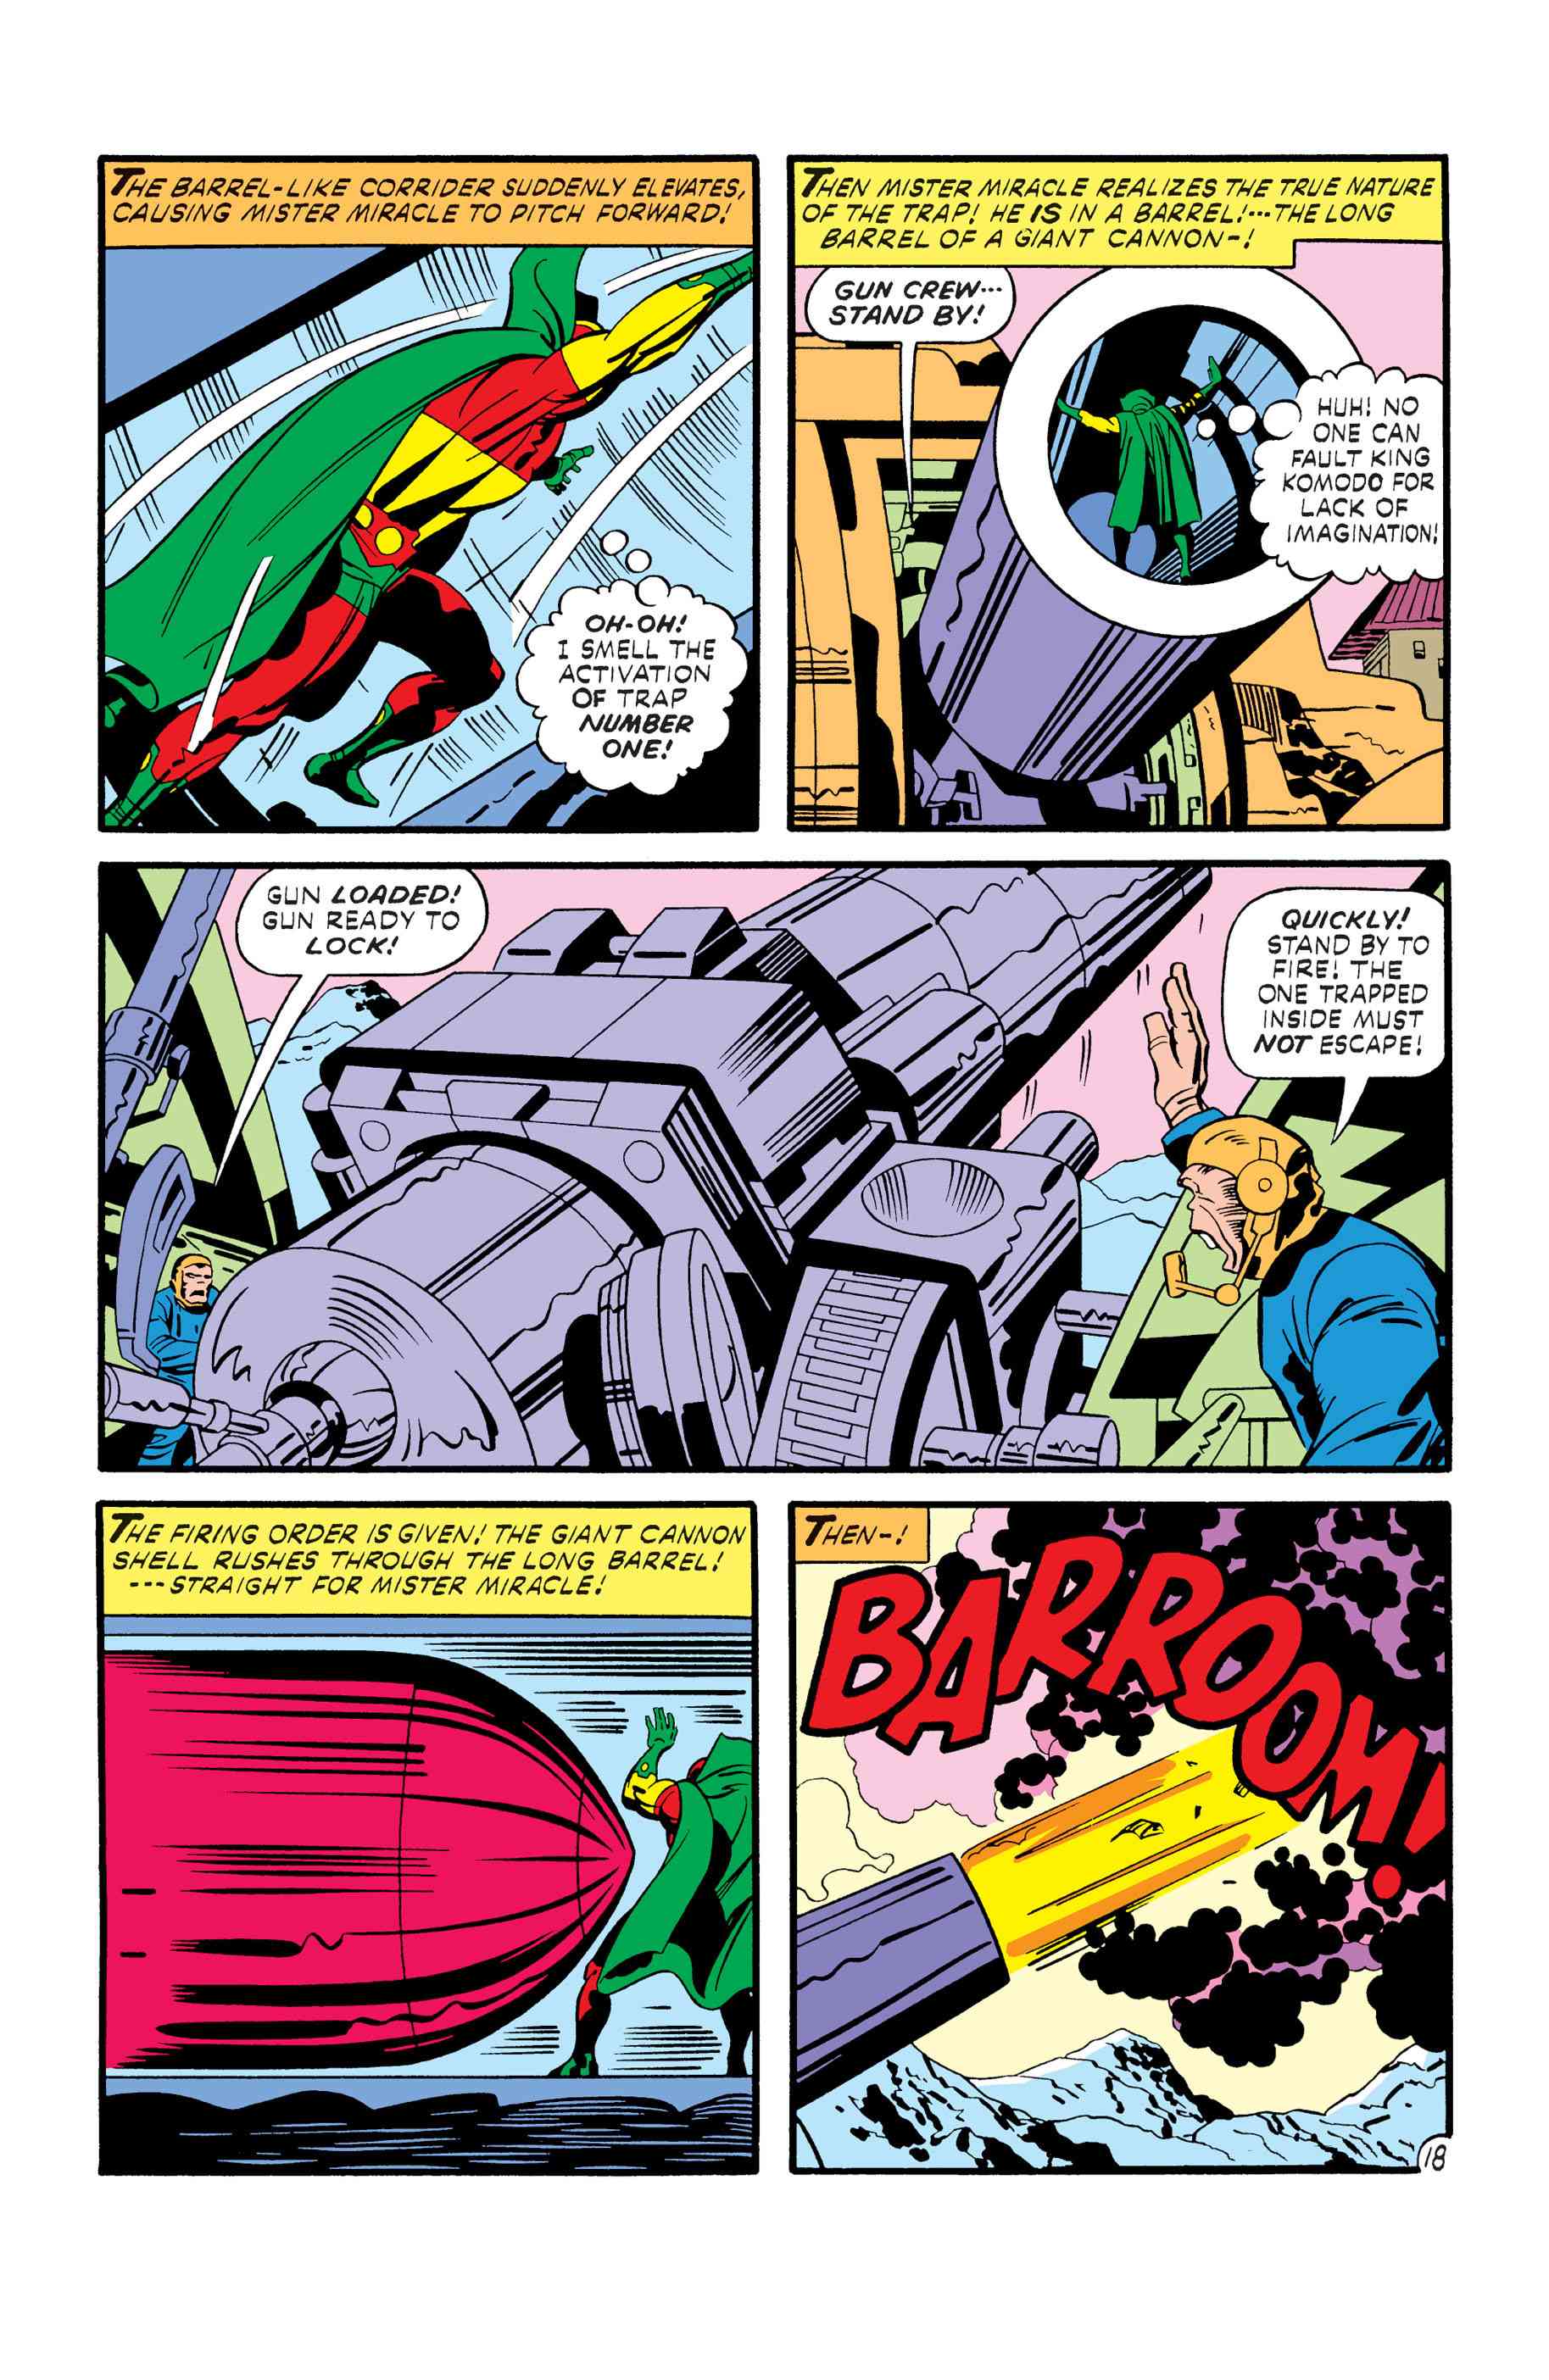 THE BARREL-LIKE CORRIDER SUDDENLY ELEVATES,
CAUSING MISTER MIRACLE TO PITCH FORWARD!
OH-OH!
I SMELL THE
ACTIVATION
OF TRAP
NUMBER
ONE!
THEN MISTER MIRACLE REALIZES THE TRUE NATURE
OF THE TRAP! HE IS IN A BARREL!---THE LONG
BARREL OF A GIANT CANNON-!
GUN CREW---
STAND BY!
HUH! NO
ONE CAN
FAULT KING
KOMODO FOR
LACK OF
IMAGINATION!
GUN LOADED!
GUN READY TO
LOCK!
QUICKLY!
STAND BY TO
FIRE! THE
ONE TRAPPED
INSIDE MUST
NOT ESCAPE!
THE FIRING ORDER IS GIVEN! THE GIANT CANNON
SHELL RUSHES THROUGH THE LONG BARREL!
---STRAIGHT FOR MISTER MIRACLE!
THEN-!
BARROOM!
18